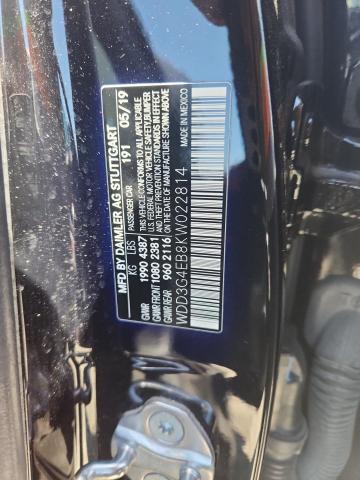 MFD BY DAIMLER AG STUTTGART
PASSENGER CAR 191 05/19
KG LBS
GVWR 1990 4387
GAWR FRONT 1080 2381
GAWR REAR 960 2116
THIS VEHICLE CONFORMS TO ALL APPLICABLE
U.S. FEDERAL MOTOR VEHICLE SAFETY, BUMPER
AND THEFT PREVENTION STANDARDS IN EFFECT ON THE
DATE OF MANUFACTURE SHOWN ABOVE
WDD3G4EB8KW022814
MADE IN MEXICO